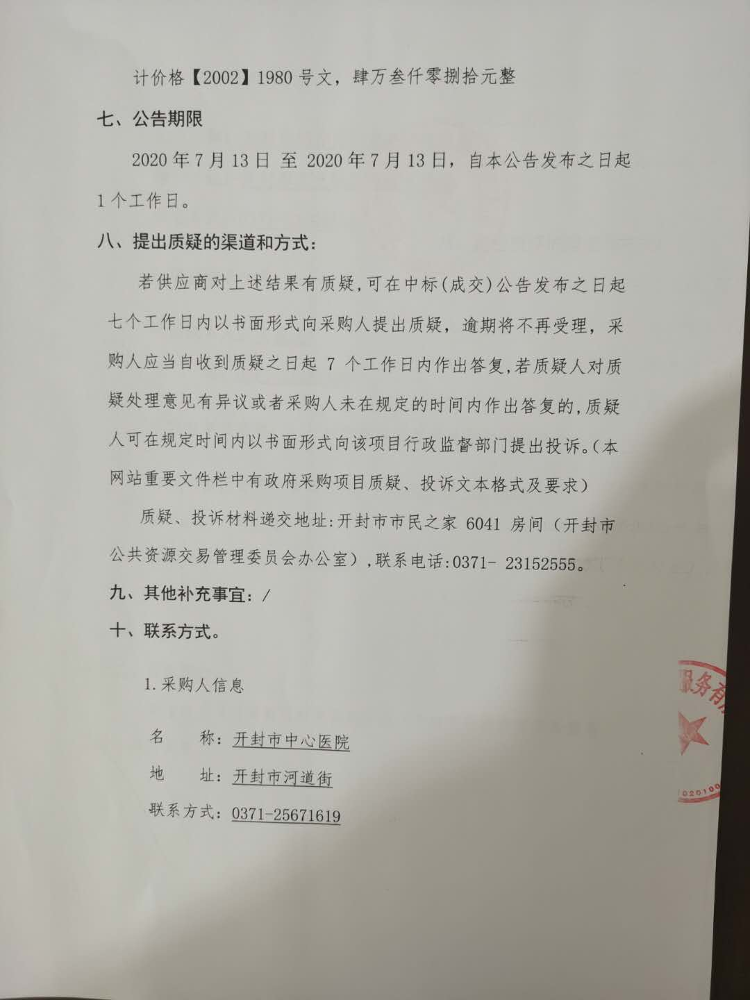 计价格【2002】1980 号文，肆万叁仟零捌拾元整
七、公告期限
2020 年 7 月 13 日 至 2020 年 7 月 13 日，自本公告发布之日起
1 个工作日。
八、提出质疑的渠道和方式：
若供应商对上述结果有质疑,可在中标(成交)公告发布之日起
七个工作日内以书面形式向采购人提出质疑，逾期将不再受理，采
购人应当自收到质疑之日起 7 个工作日内作出答复,若质疑人对质
疑处理意见有异议或者采购人未在规定的时间内作出答复的,质疑
人可在规定时间内以书面形式向该项目行政监督部门提出投诉。（本
网站重要文件栏中有政府采购项目质疑、投诉文本格式及要求）
质疑、投诉材料递交地址:开封市市民之家 6041 房间（开封市
公共资源交易管理委员会办公室）,联系电话:0371- 23152555。
九、其他补充事宜：/
十、联系方式。
1.采购人信息
名　　称：开封市中心医院
地　　址：开封市河道街
联系方式：0371-25671619
服务有
020100